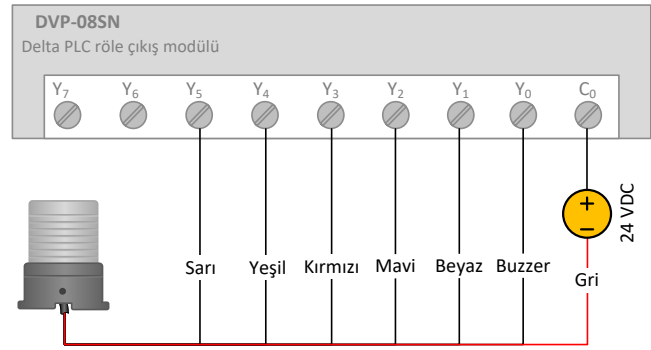 DVP-08SN
Delta PLC röle çıkış modülü
Y7 Y6 Y5 Y4 Y3 Y2 Y1 Y0 C0
+
−
24 VDC
Sarı Yeşil Kırmızı Mavi Beyaz Buzzer Gri